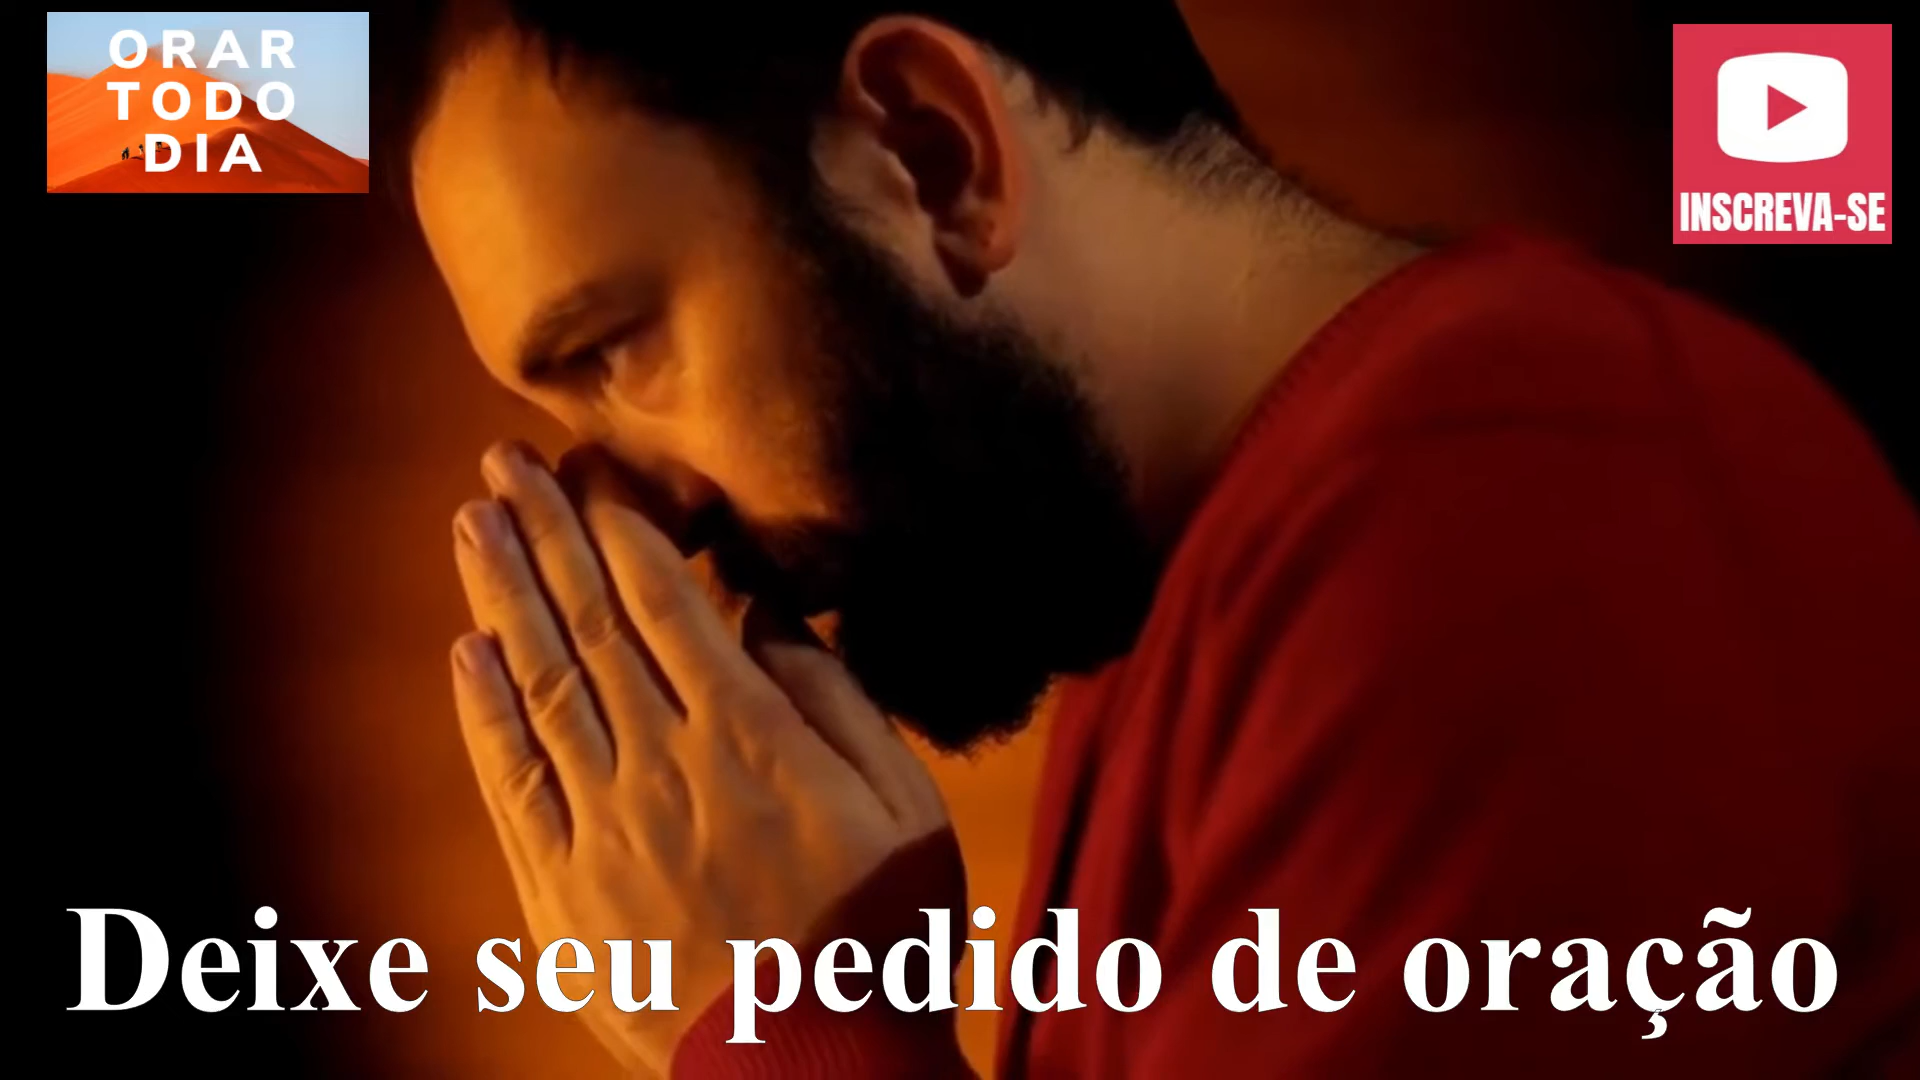 ORAR
TODO
DIA
INSCREVA-SE
Deixe seu pedido de oração